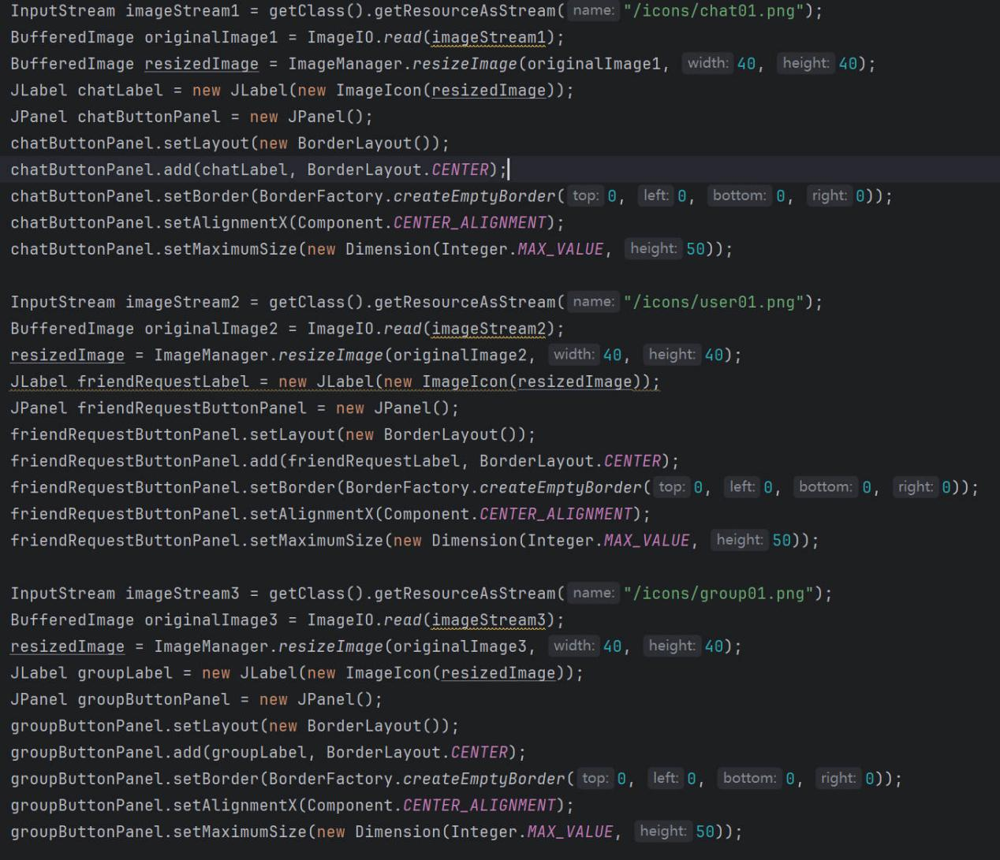 InputStream imageStream1 = getClass().getResourceAsStream( name: "/icons/chat01.png");
BufferedImage originalImage1 = ImageIO.read(imageStream1);
BufferedImage resizedImage = ImageManager.resizeImage(originalImage1, width: 40, height: 40);
JLabel chatLabel = new JLabel(new ImageIcon(resizedImage));
JPanel chatButtonPanel = new JPanel();
chatButtonPanel.setLayout(new BorderLayout());
chatButtonPanel.add(chatLabel, BorderLayout.CENTER);
chatButtonPanel.setBorder(BorderFactory.createEmptyBorder( top: 0, left: 0, bottom: 0, right: 0));
chatButtonPanel.setAlignmentX(Component.CENTER_ALIGNMENT);
chatButtonPanel.setMaximumSize(new Dimension(Integer.MAX_VALUE, height: 50));
InputStream imageStream2 = getClass().getResourceAsStream( name: "/icons/user01.png");
BufferedImage originalImage2 = ImageIO.read(imageStream2);
resizedImage = ImageManager.resizeImage(originalImage2, width: 40, height: 40);
JLabel friendRequestLabel = new JLabel(new ImageIcon(resizedImage));
JPanel friendRequestButtonPanel = new JPanel();
friendRequestButtonPanel.setLayout(new BorderLayout());
friendRequestButtonPanel.add(friendRequestLabel, BorderLayout.CENTER);
friendRequestButtonPanel.setBorder(BorderFactory.createEmptyBorder( top: 0, left: 0, bottom: 0, right: 0));
friendRequestButtonPanel.setAlignmentX(Component.CENTER_ALIGNMENT);
friendRequestButtonPanel.setMaximumSize(new Dimension(Integer.MAX_VALUE, height: 50));
InputStream imageStream3 = getClass().getResourceAsStream( name: "/icons/group01.png");
BufferedImage originalImage3 = ImageIO.read(imageStream3);
resizedImage = ImageManager.resizeImage(originalImage3, width: 40, height: 40);
JLabel groupLabel = new JLabel(new ImageIcon(resizedImage));
JPanel groupButtonPanel = new JPanel();
groupButtonPanel.setLayout(new BorderLayout());
groupButtonPanel.add(groupLabel, BorderLayout.CENTER);
groupButtonPanel.setBorder(BorderFactory.createEmptyBorder( top: 0, left: 0, bottom: 0, right: 0));
groupButtonPanel.setAlignmentX(Component.CENTER_ALIGNMENT);
groupButtonPanel.setMaximumSize(new Dimension(Integer.MAX_VALUE, height: 50));